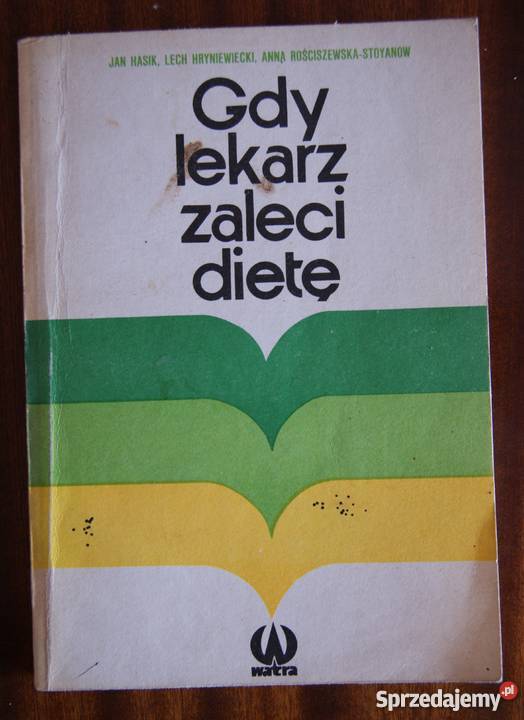 JAN HASIK, LECH HRYNIEWIECKI, ANNA ROŚCISZEWSKA-STOYANOW
Gdy
lekarz
zaleci
dietę
watra
Sprzedajemy.pl